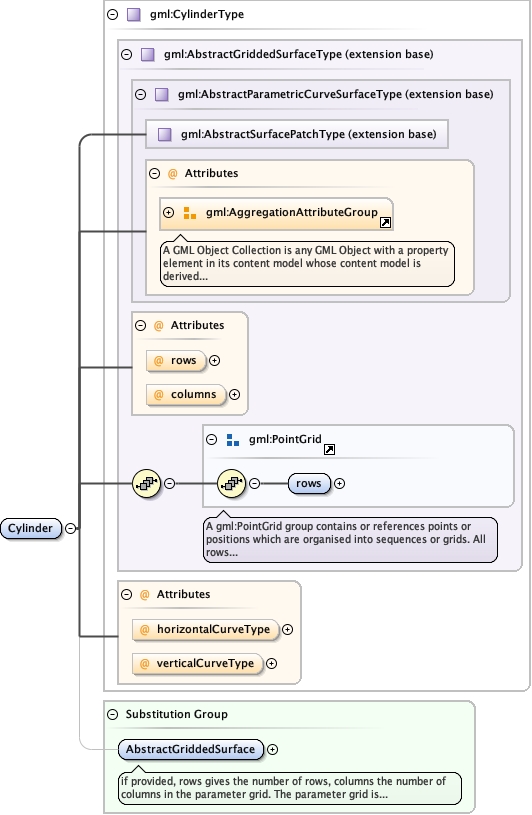 gml:CylinderType
gml:AbstractGriddedSurfaceType (extension base)
gml:AbstractParametricCurveSurfaceType (extension base)
gml:AbstractSurfacePatchType (extension base)
@ Attributes
gml:AggregationAttributeGroup
A GML Object Collection is any GML Object with a property
element in its content model whose content model is
derived...
@ Attributes
@ rows
@ columns
gml:PointGrid
rows
Cylinder
A gml:PointGrid group contains or references points or
positions which are organised into sequences or grids. All
rows...
@ Attributes
@ horizontalCurveType
@ verticalCurveType
Substitution Group
AbstractGriddedSurface
if provided, rows gives the number of rows, columns the number of
columns in the parameter grid. The parameter grid is...